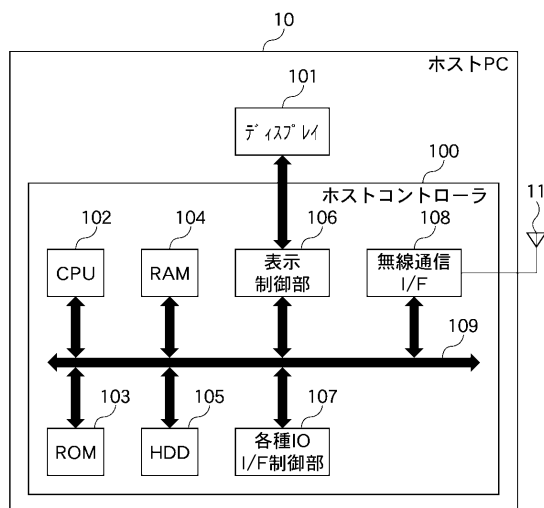 10
ホストPC
101
ディスプレイ
100
ホストコントローラ
11
102
104
106
108
CPU
RAM
表示
制御部
無線通信
I/F
109
103
105
107
ROM
HDD
各種IO
I/F制御部